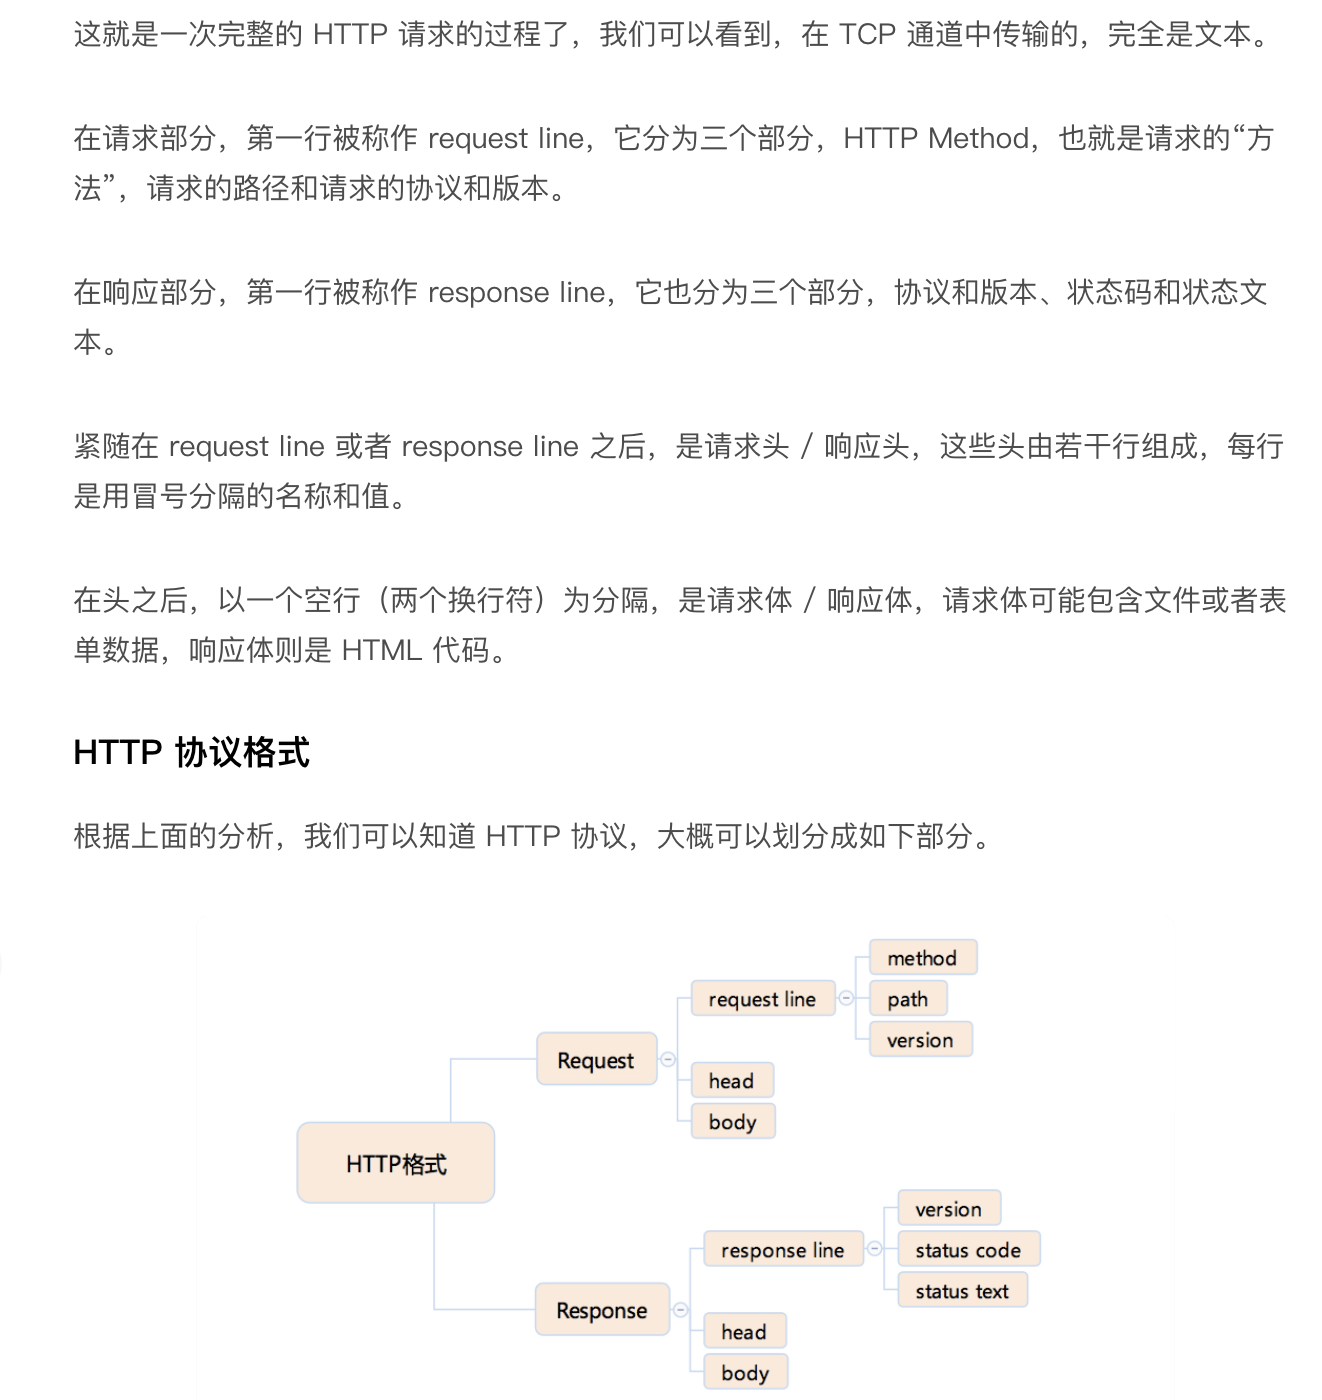 这就是一次完整的 HTTP 请求的过程了，我们可以看到，在 TCP 通道中传输的，完全是文本。
在请求部分，第一行被称作 request line，它分为三个部分，HTTP Method，也就是请求的“方
法”，请求的路径和请求的协议和版本。
在响应部分，第一行被称作 response line，它也分为三个部分，协议和版本、状态码和状态文
本。
紧随在 request line 或者 response line 之后，是请求头 / 响应头，这些头由若干行组成，每行
是用冒号分隔的名称和值。
在头之后，以一个空行（两个换行符）为分隔，是请求体 / 响应体，请求体可能包含文件或者表
单数据，响应体则是 HTML 代码。
HTTP 协议格式
根据上面的分析，我们可以知道 HTTP 协议，大概可以划分成如下部分。
HTTP格式
Request
request line
method
path
version
head
body
Response
response line
version
status code
status text
head
body